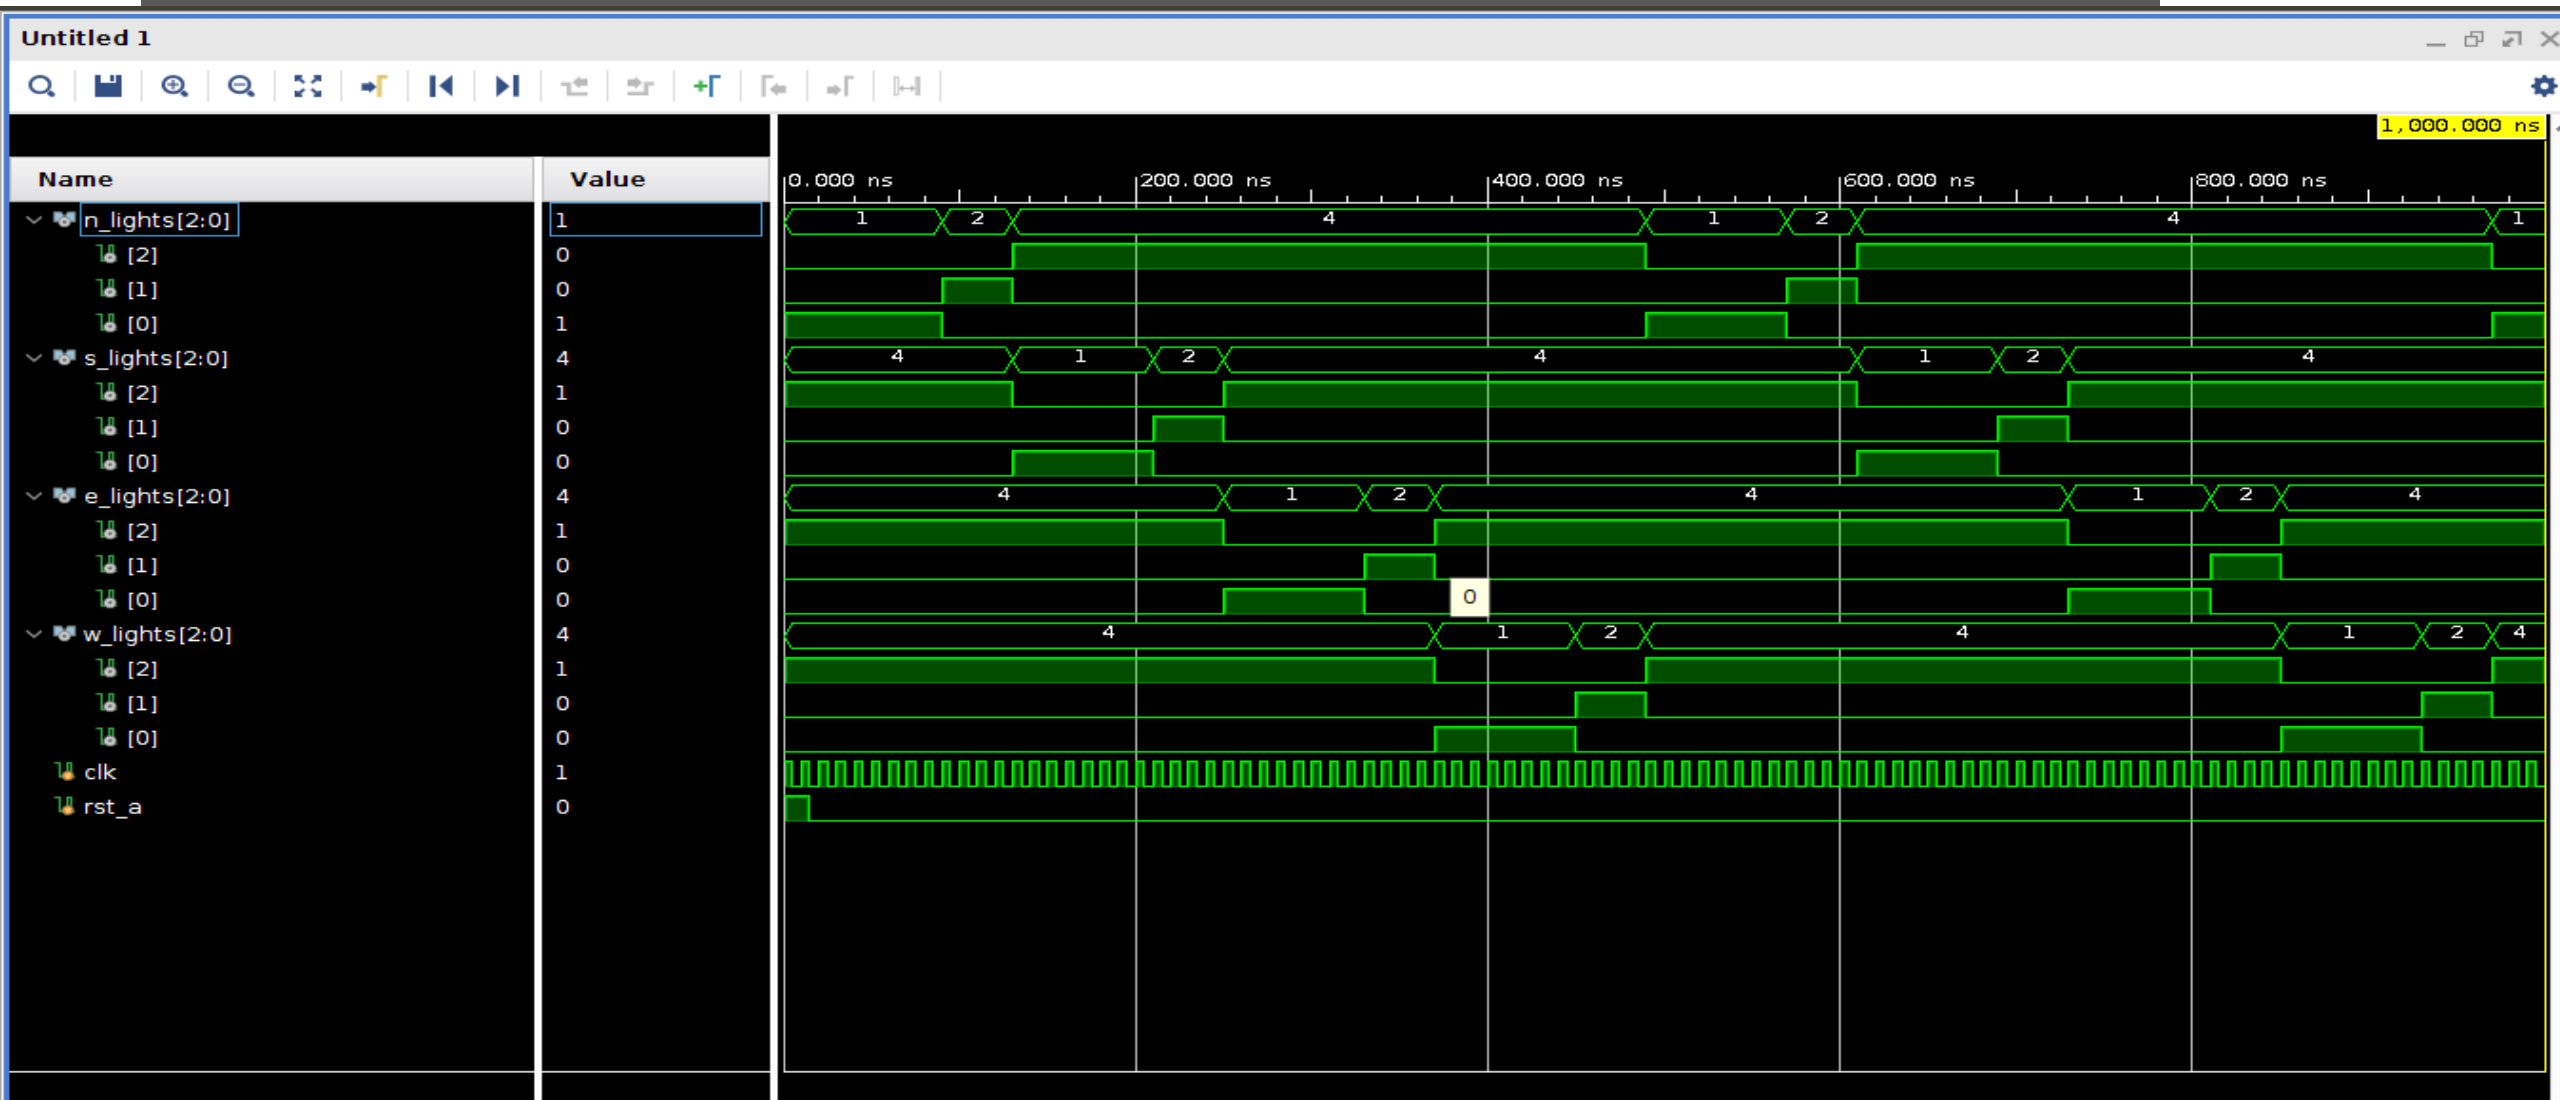 Untitled 1
1,000.000 ns
Name Value 0.000 ns 200.000 ns 400.000 ns 600.000 ns 800.000 ns
n_lights[2:0] 1 1 2 4 1 2 4 1
[2] 0
[1] 0
[0] 1
s_lights[2:0] 4 4 1 2 4 1 2 4
[2] 1
[1] 0
[0] 0
e_lights[2:0] 4 4 1 2 4 1 2 4
[2] 1
[1] 0
[0] 0 0
w_lights[2:0] 4 4 1 2 4 1 2 4
[2] 1
[1] 0
[0] 0
clk 1
rst_a 0